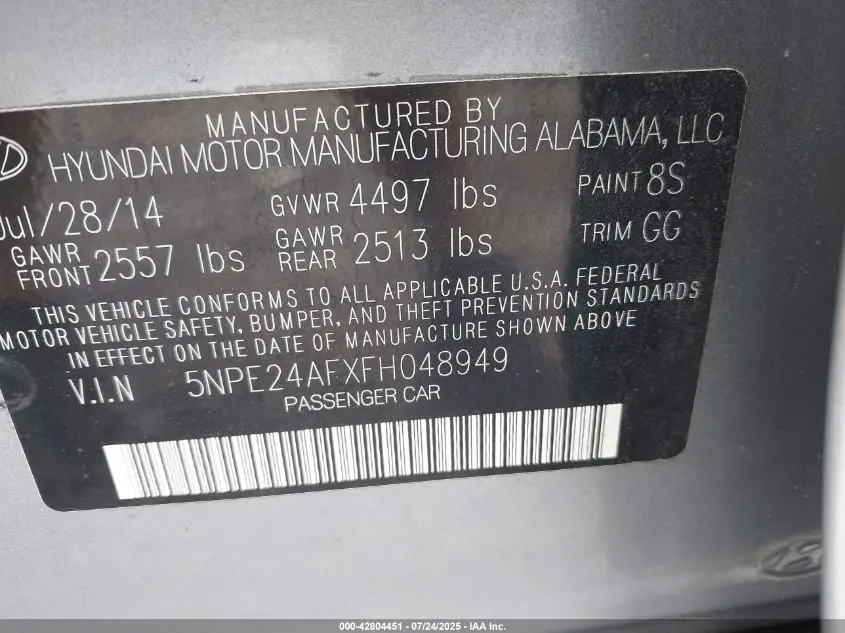 MANUFACTURED BY
HYUNDAI MOTOR MANUFACTURING ALABAMA, LLC
Jul/28/14 GVWR 4497 lbs PAINT 8S
GAWR FRONT 2557 lbs GAWR REAR 2513 lbs TRIM GG
THIS VEHICLE CONFORMS TO ALL APPLICABLE U.S.A. FEDERAL
MOTOR VEHICLE SAFETY, BUMPER, AND THEFT PREVENTION STANDARDS
IN EFFECT ON THE DATE OF MANUFACTURE SHOWN ABOVE
V.I.N 5NPE24AFXFH048949
PASSENGER CAR
000-42804451 - 07/24/2025 - IAA Inc.